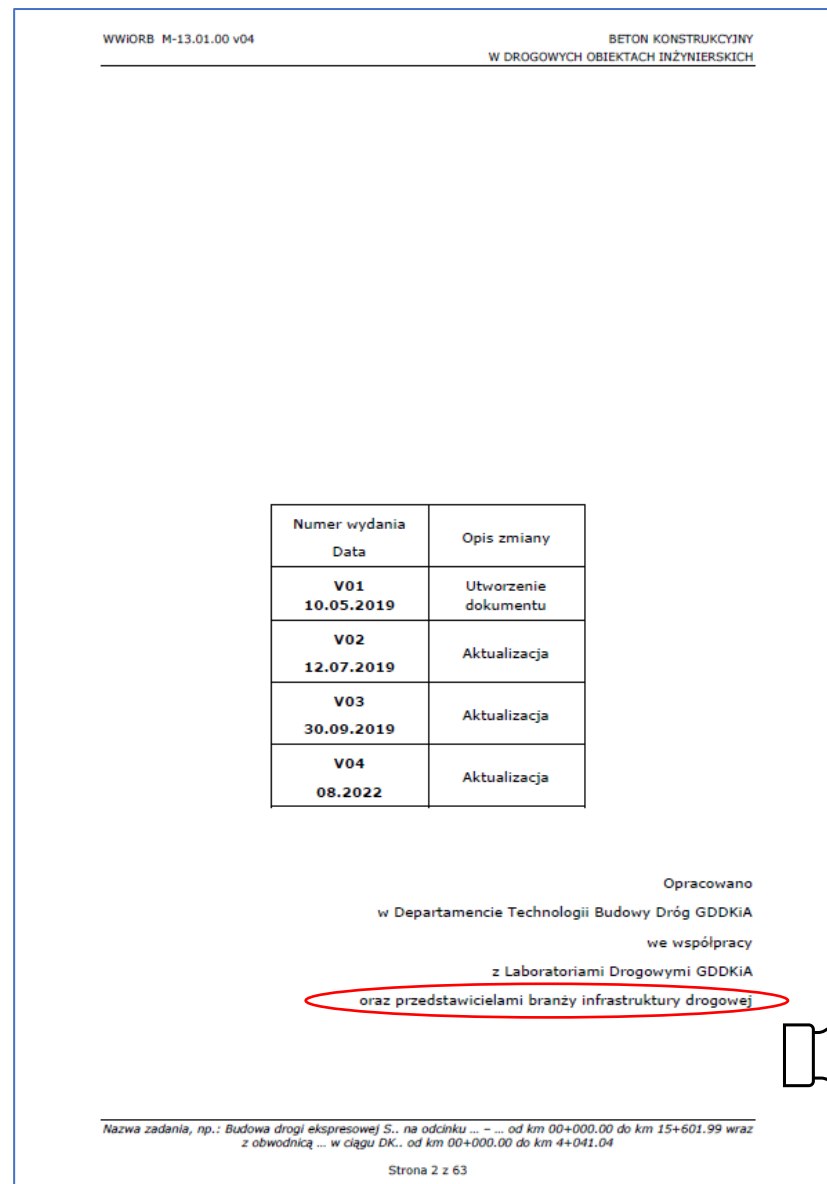 WWiORB M-13.01.00 v04
BETON KONSTRUKCYJNY
W DROGOWYCH OBIEKTACH INŻYNIERSKICH
Numer wydania
Data
Opis zmiany
V01
10.05.2019
Utworzenie
dokumentu
V02
12.07.2019
Aktualizacja
V03
30.09.2019
Aktualizacja
V04
08.2022
Aktualizacja
Opracowano
w Departamencie Technologii Budowy Dróg GDDKiA
we współpracy
z Laboratoriami Drogowymi GDDKiA
oraz przedstawicielami branży infrastruktury drogowej
Nazwa zadania, np.: Budowa drogi ekspresowej S.. na odcinku ... – ... od km 00+000.00 do km 15+601.99 wraz
z obwodnicą ... w ciągu DK.. od km 00+000.00 do km 4+041.04
Strona 2 z 63